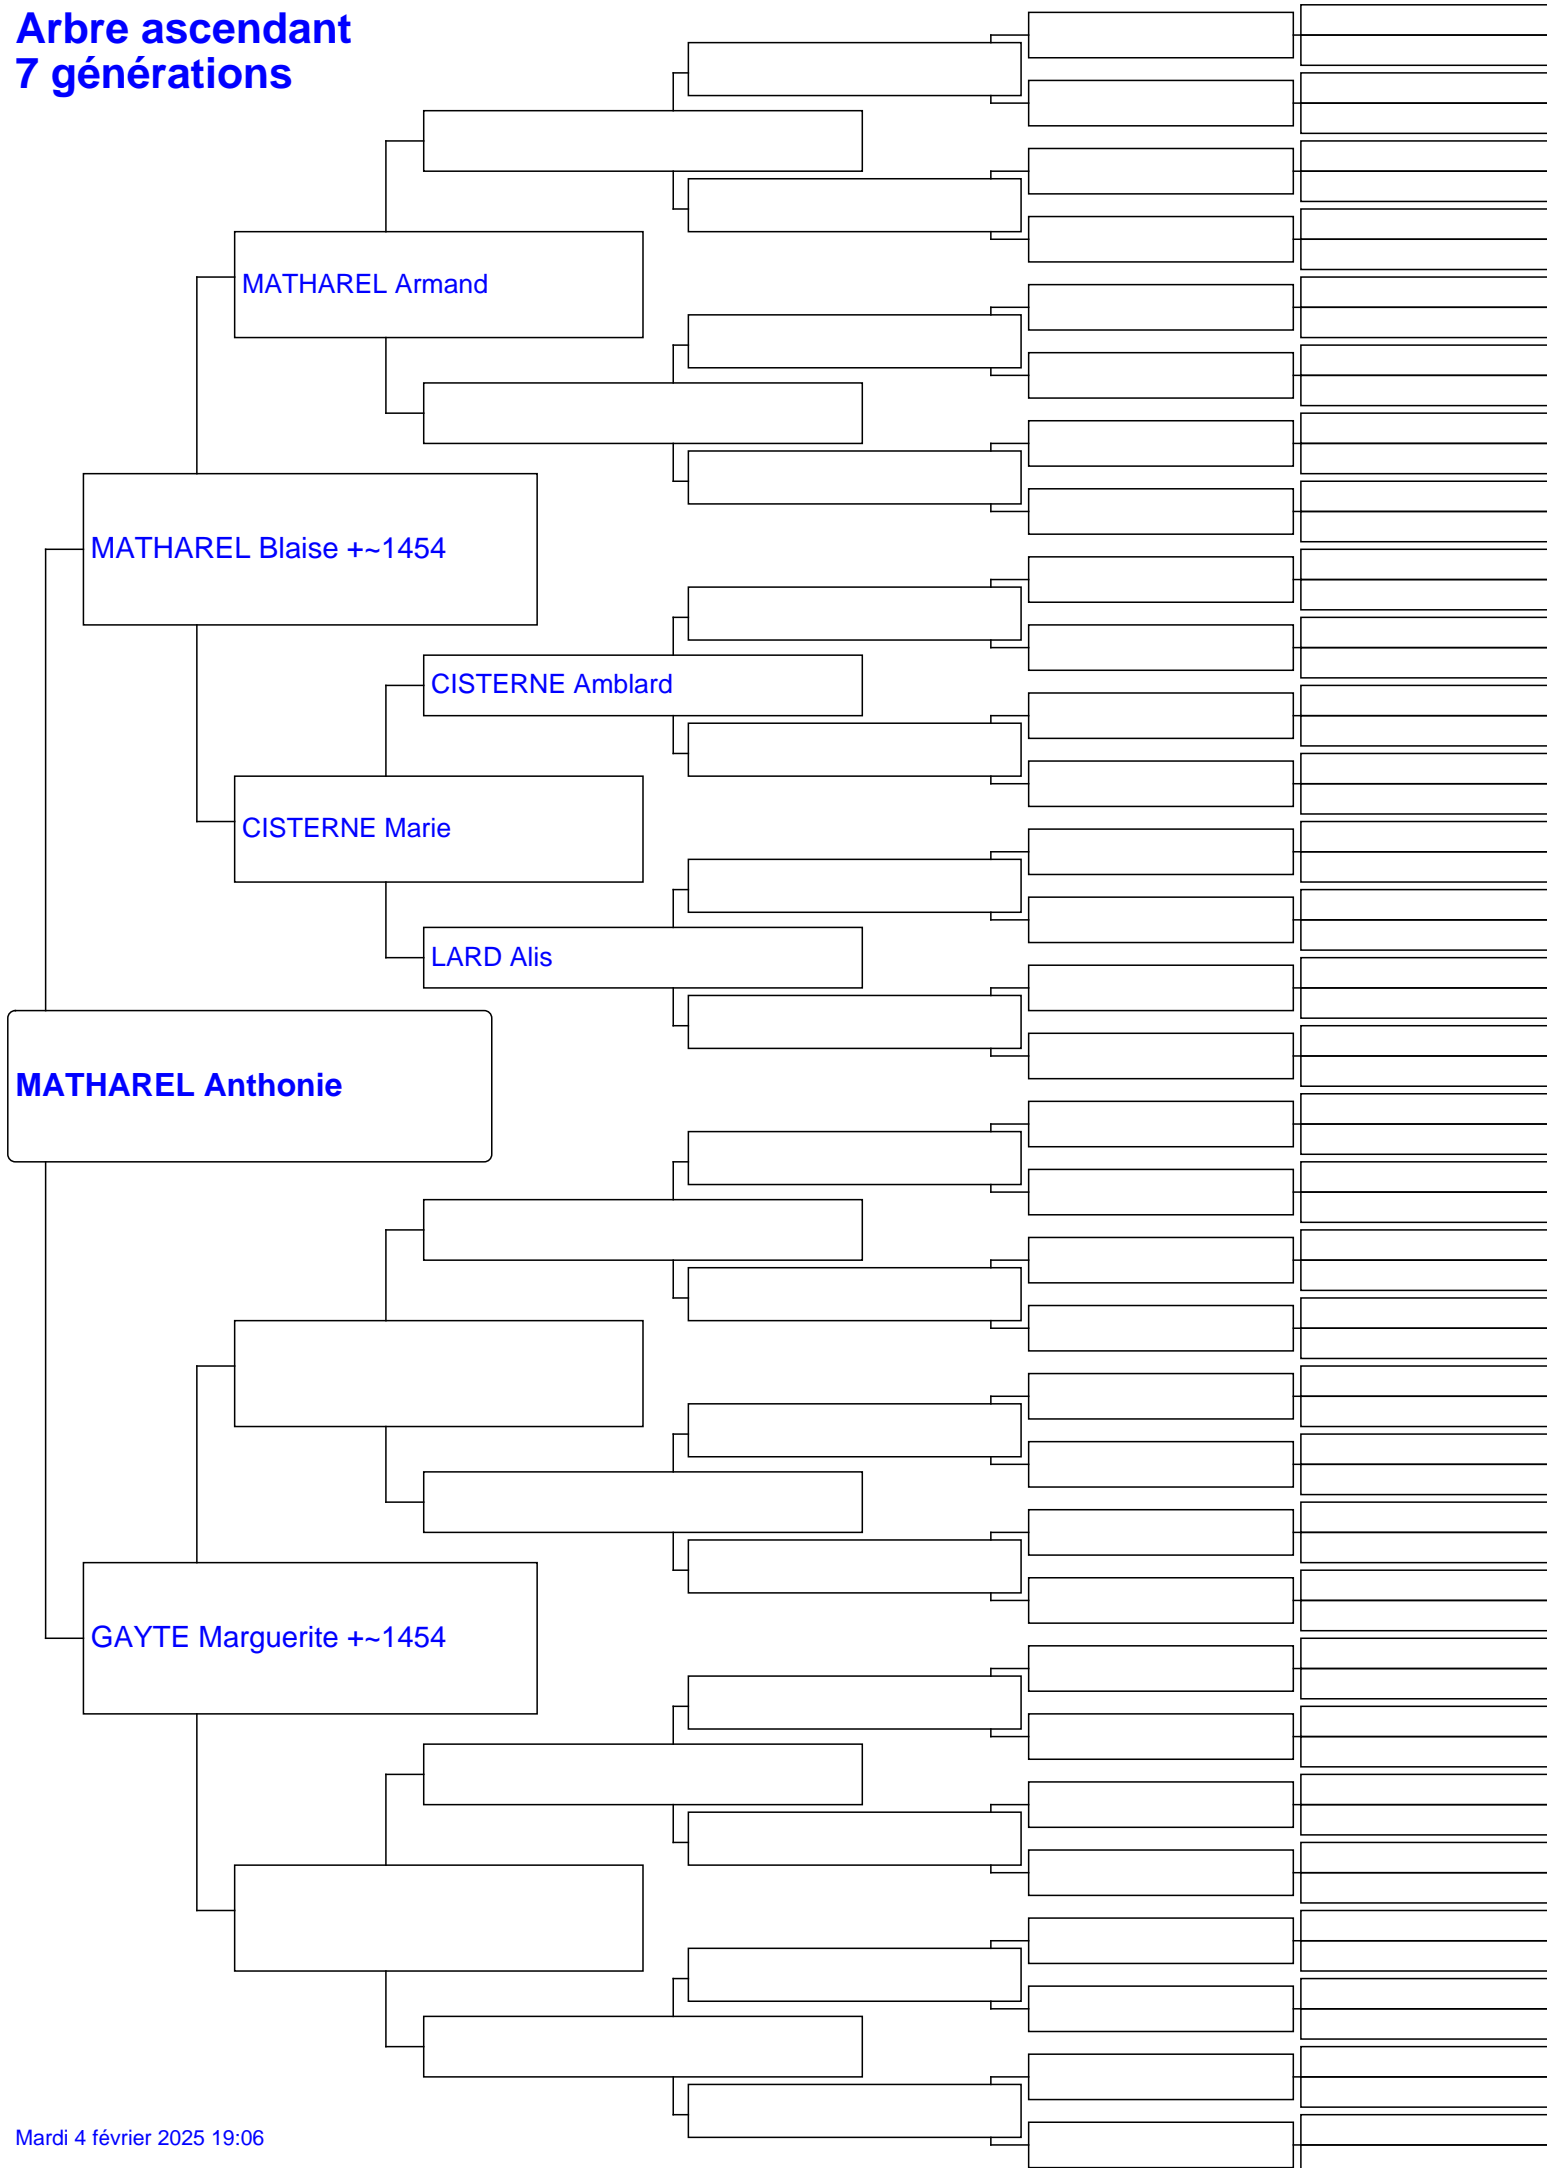 Arbre ascendant
7 générations
MATHAREL Armand
MATHAREL Blaise +~1454
CISTERNE Amblard
CISTERNE Marie
LARD Alis
MATHAREL Anthonie
GAYTE Marguerite +~1454
Mardi 4 février 2025 19:06